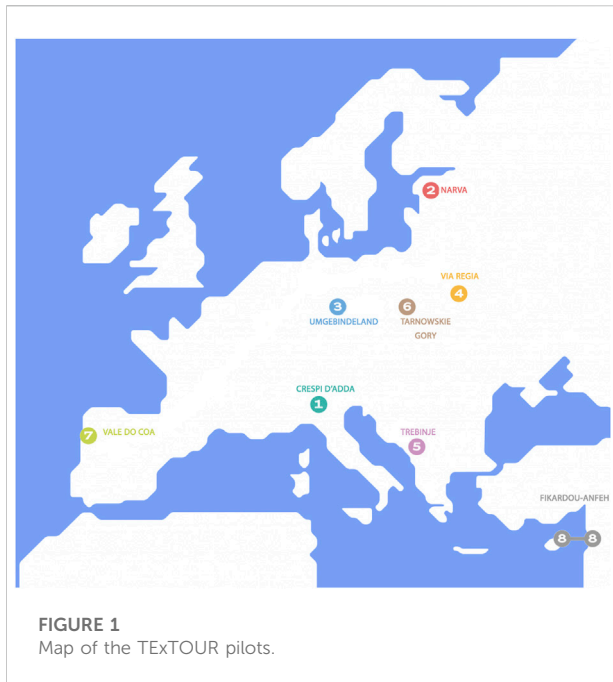 2 NARVA
VIA REGIA
4
3
UMGEBINDELAND
6
TARNOWSKIE
GORY
CRESPI D'ADDA
1
7 VALE DO COA
TREBINJE
5
FIKARDOU-ANFEH
8 8
FIGURE 1
Map of the TExTOUR pilots.